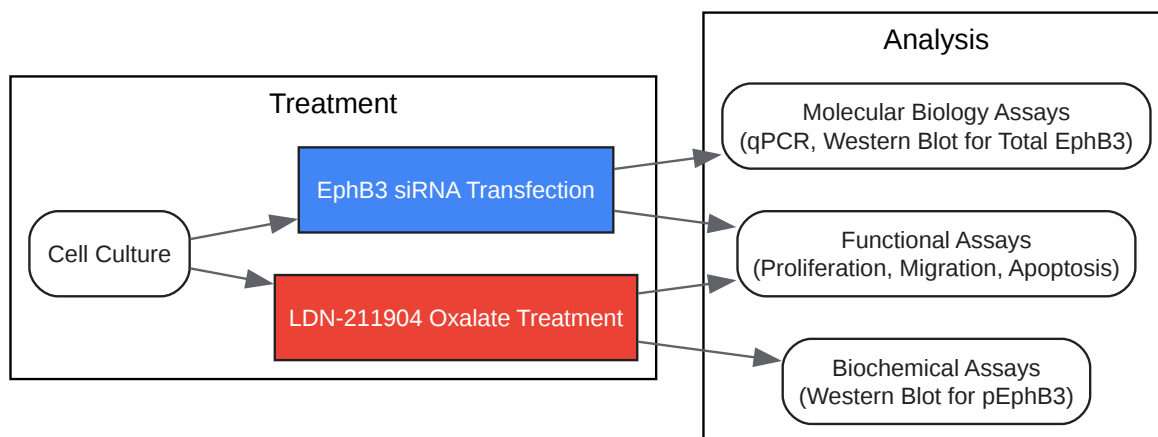 Treatment
Cell Culture
EphB3 siRNA Transfection
LDN-211904 Oxalate Treatment
Analysis
Molecular Biology Assays
(qPCR, Western Blot for Total EphB3)
Functional Assays
(Proliferation, Migration, Apoptosis)
Biochemical Assays
(Western Blot for pEphB3)